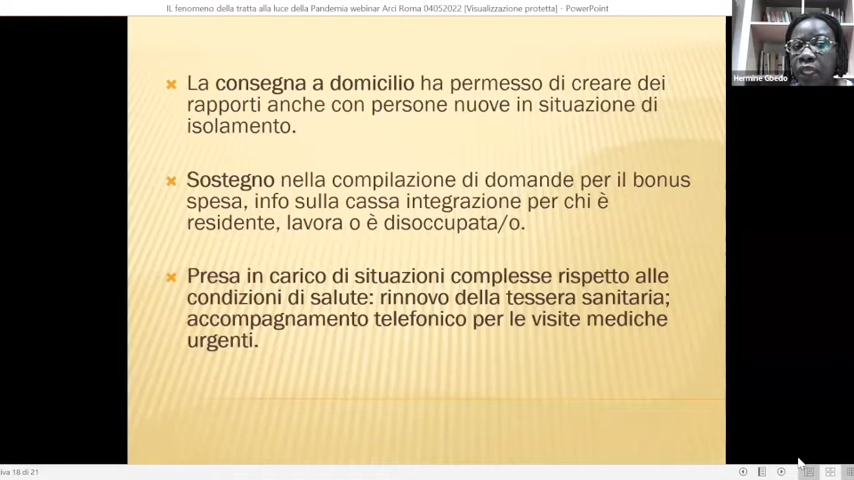 IL fenomeno della tratta alla luce della Pandemia webinar Arci Roma 04052022 [Visualizzazione protetta] - PowerPoint
Hermine Gbedo
La consegna a domicilio ha permesso di creare dei
rapporti anche con persone nuove in situazione di
isolamento.
Sostegno nella compilazione di domande per il bonus
spesa, info sulla cassa integrazione per chi è
residente, lavora o è disoccupata/o.
Presa in carico di situazioni complesse rispetto alle
condizioni di salute: rinnovo della tessera sanitaria;
accompagnamento telefonico per le visite mediche
urgenti.
iva 18 di 21